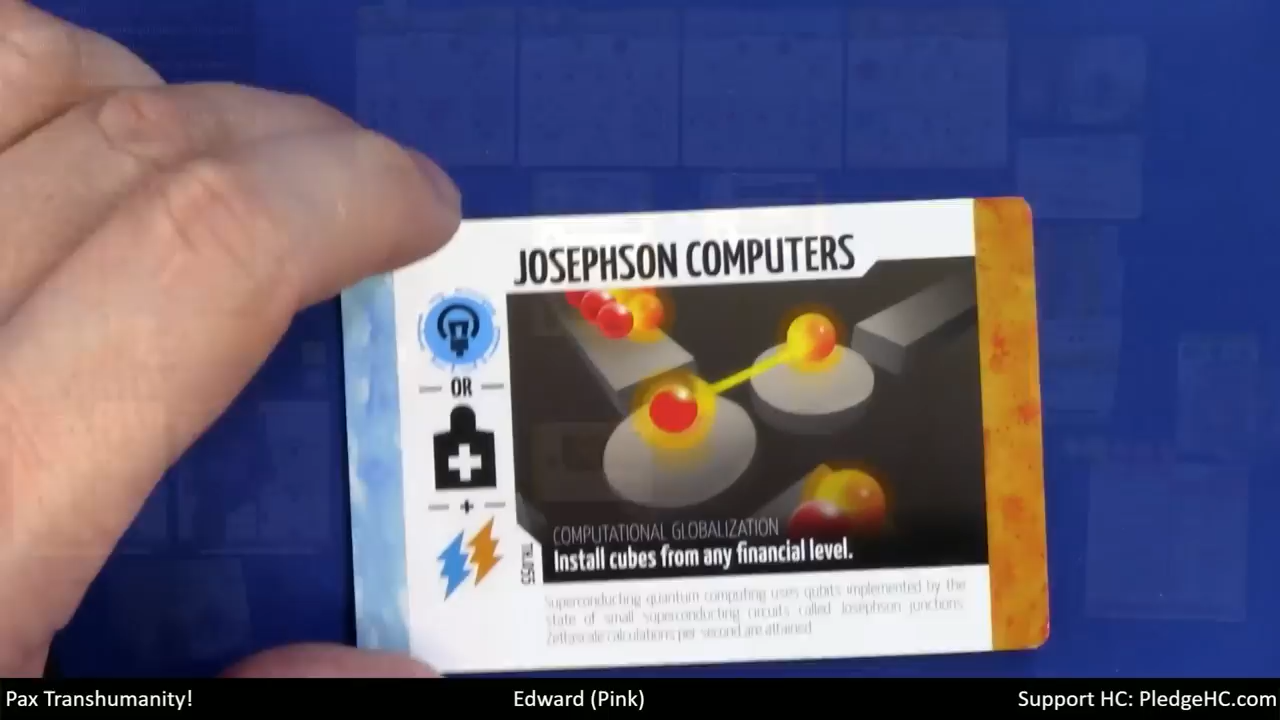 JOSEPHSON COMPUTERS
OR
+
COMPUTATIONAL GLOBALIZATION
Install cubes from any financial level.
Superconducting quantum computing uses qubits implemented by the
state of small superconducting circuits called Josephson junctions.
Zettascale calculations per second are attained.
Pax Transhumanity!
Edward (Pink)
Support HC: PledgeHC.com